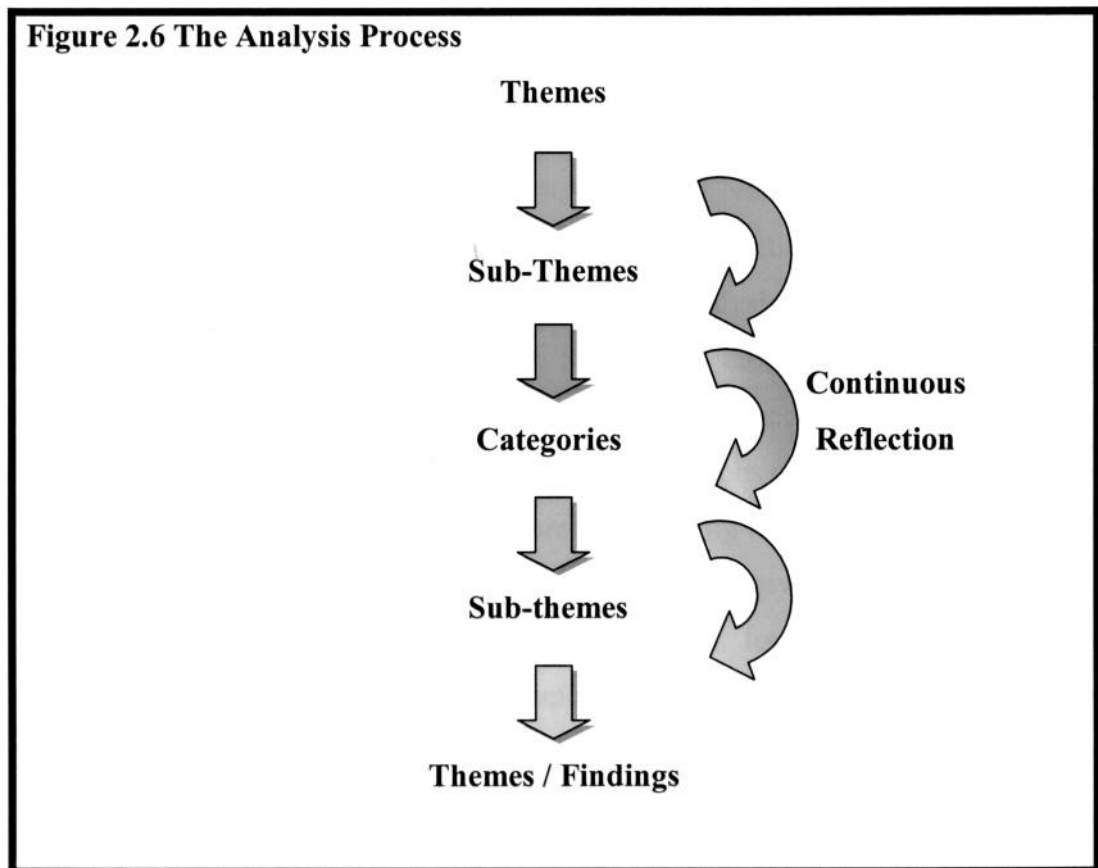 Figure 2.6 The Analysis Process
Themes
Sub-Themes
Continuous
Categories
Reflection
Sub-themes
Themes / Findings